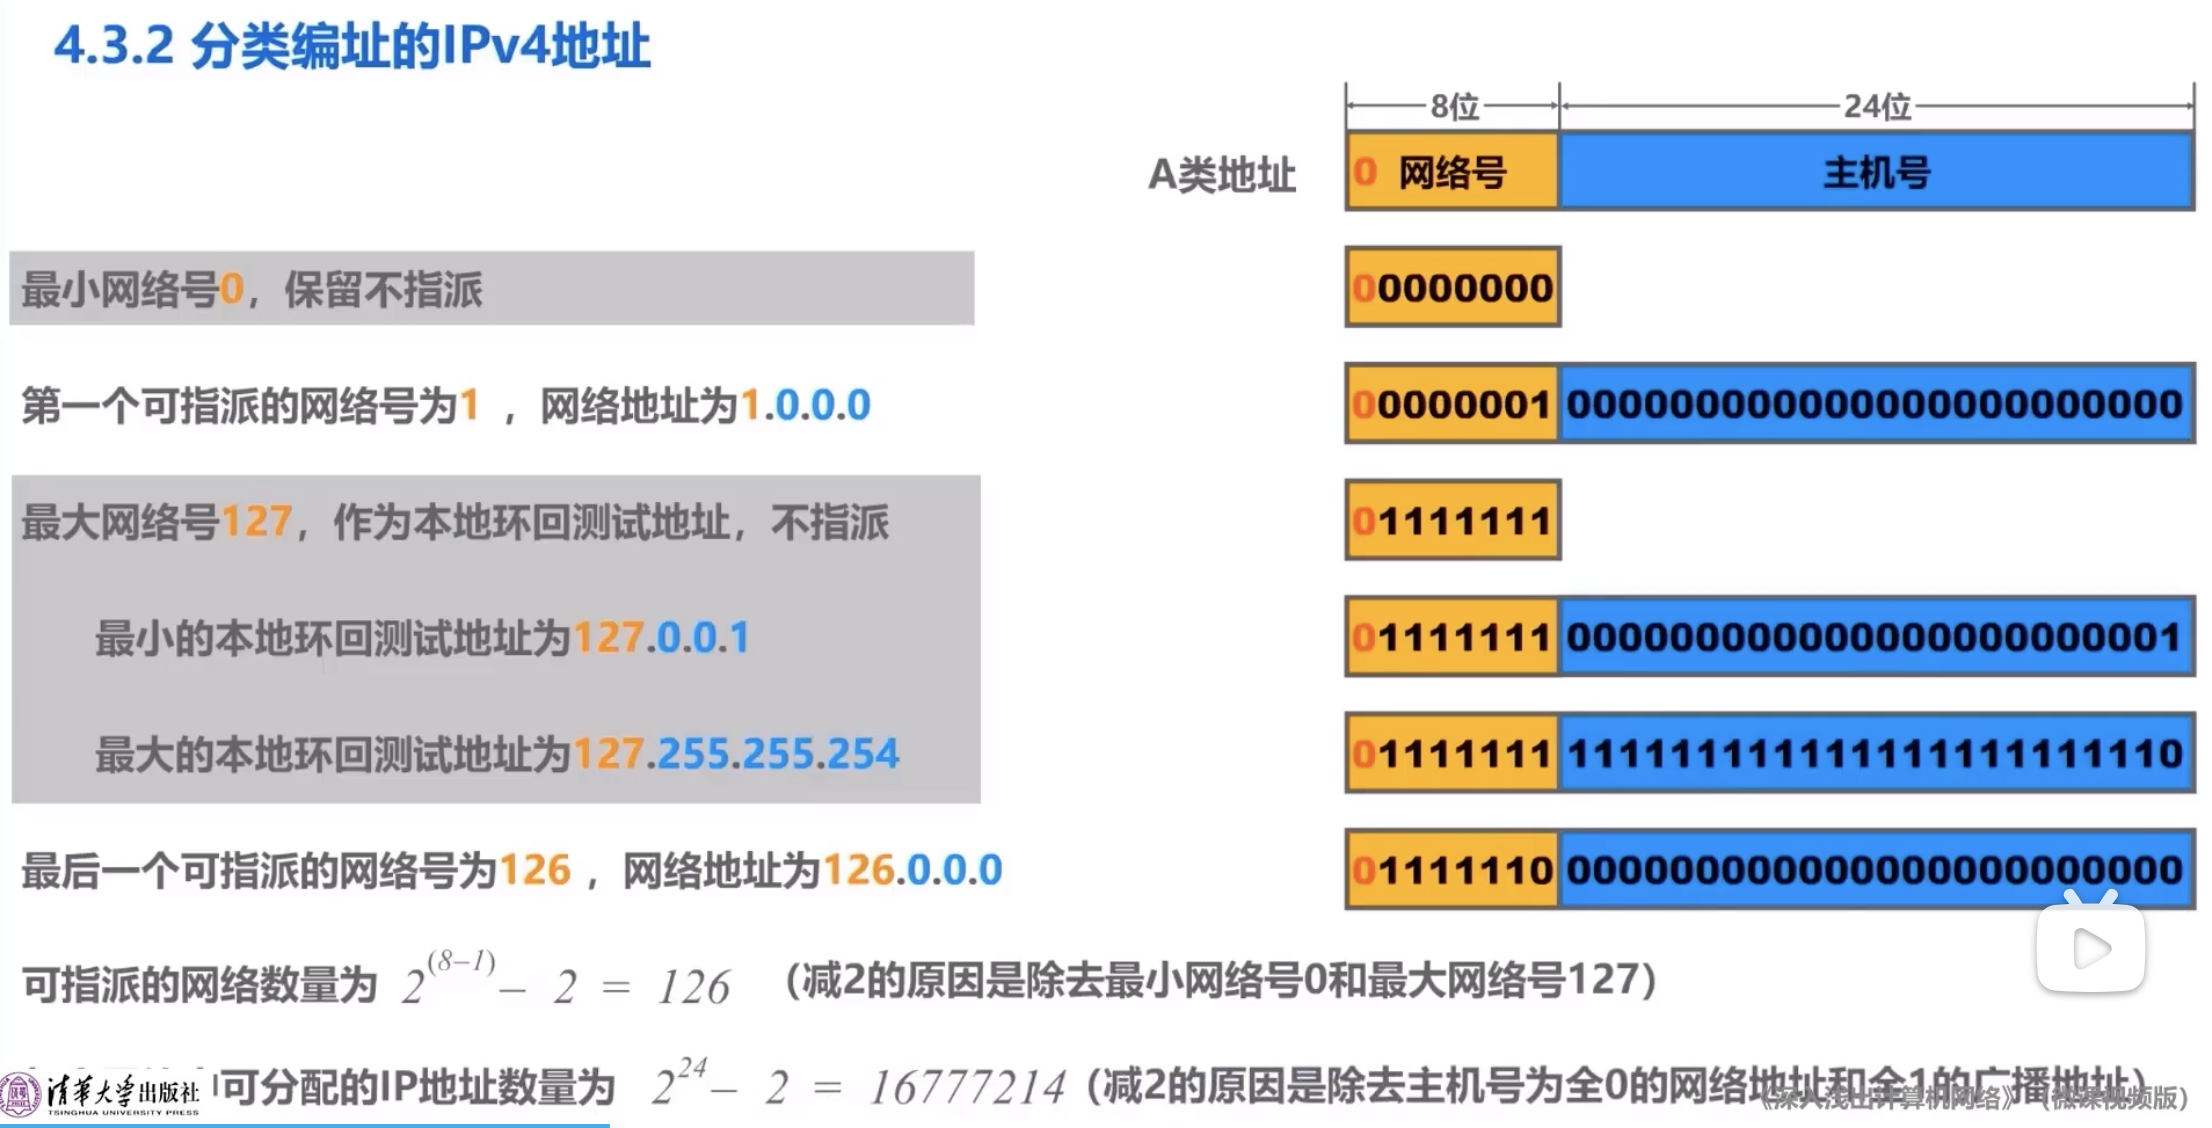 4.3.2 分类编址的IPv4地址
8位 24位
A类地址 0 网络号 主机号
最小网络号0，保留不指派 00000000
第一个可指派的网络号为1 ，网络地址为1.0.0.0 00000001 000000000000000000000000
最大网络号127，作为本地环回测试地址，不指派 01111111
最小的本地环回测试地址为127.0.0.1 01111111 000000000000000000000001
最大的本地环回测试地址为127.255.255.254 01111111 111111111111111111111110
最后一个可指派的网络号为126 ，网络地址为126.0.0.0 01111110 000000000000000000000000
可指派的网络数量为 2^(8−1) − 2 = 126 （减2的原因是除去最小网络号0和最大网络号127）
可分配的IP地址数量为 2^24 − 2 = 16777214（减2的原因是除去主机号为全0的网络地址和全1的广播地址）
清华大学出版社
TSINGHUA UNIVERSITY PRESS
《深入浅出计算机网络》（微课视频版）